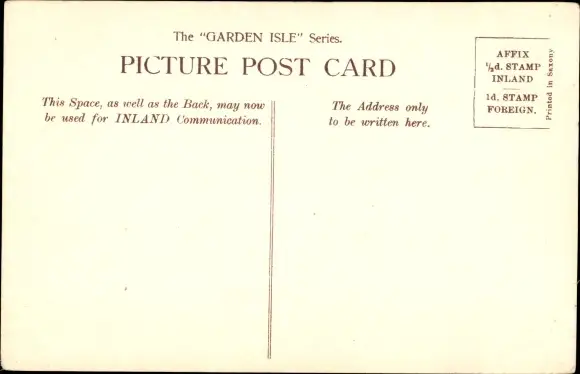 The "GARDEN ISLE" Series.
PICTURE POST CARD
This Space, as well as the Back, may now
be used for INLAND Communication.
The Address only
to be written here.
AFFIX
½d. STAMP
INLAND
1d. STAMP
FOREIGN.
Printed in Saxony